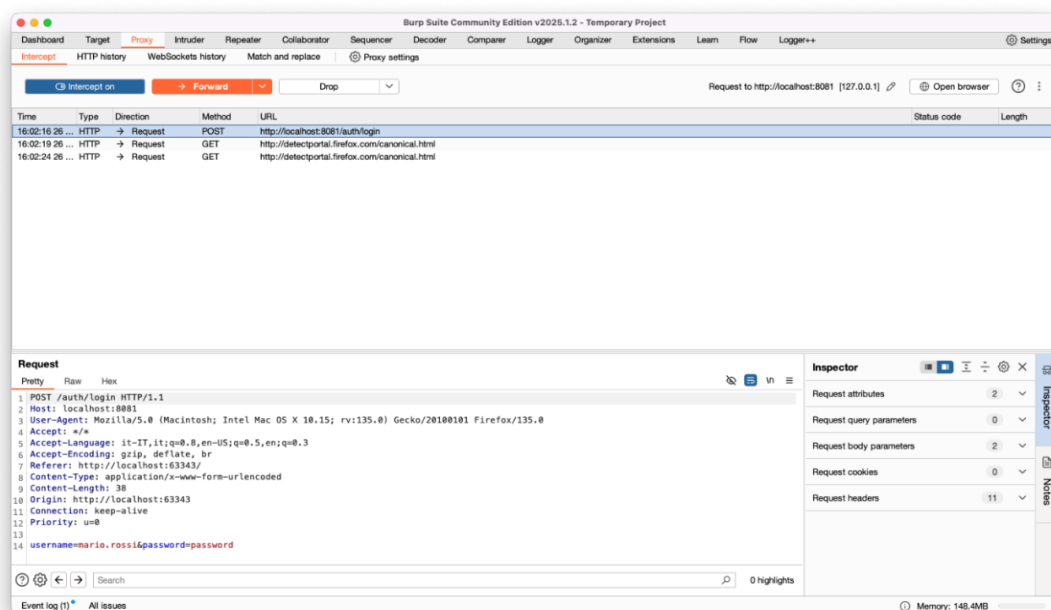 Burp Suite Community Edition v2025.1.2 - Temporary Project
Dashboard Target Proxy Intruder Repeater Collaborator Sequencer Decoder Comparer Logger Organizer Extensions Learn Flow Logger++ Settings
Intercept HTTP history WebSockets history Match and replace Proxy settings
Intercept on Forward Drop Request to http://localhost:8081 [127.0.0.1] Open browser
Time Type Direction Method URL Status code Length
16:02:16 26 ... HTTP → Request POST http://localhost:8081/auth/login
16:02:19 26 ... HTTP → Request GET http://detectportal.firefox.com/canonical.html
16:02:24 26 ... HTTP → Request GET http://detectportal.firefox.com/canonical.html
Request
Pretty Raw Hex \n
1 POST /auth/login HTTP/1.1
2 Host: localhost:8081
3 User-Agent: Mozilla/5.0 (Macintosh; Intel Mac OS X 10.15; rv:135.0) Gecko/20100101 Firefox/135.0
4 Accept: */*
5 Accept-Language: it-IT,it;q=0.8,en-US;q=0.5,en;q=0.3
6 Accept-Encoding: gzip, deflate, br
7 Referer: http://localhost:63343/
8 Content-Type: application/x-www-form-urlencoded
9 Content-Length: 38
10 Origin: http://localhost:63343
11 Connection: keep-alive
12 Priority: u=0
13
14 username=mario.rossi&password=password
Search 0 highlights
Inspector
Request attributes 2
Request query parameters 0
Request body parameters 2
Request cookies 0
Request headers 11
Inspector
Notes
Event log (1) All issues Memory: 148.4MB